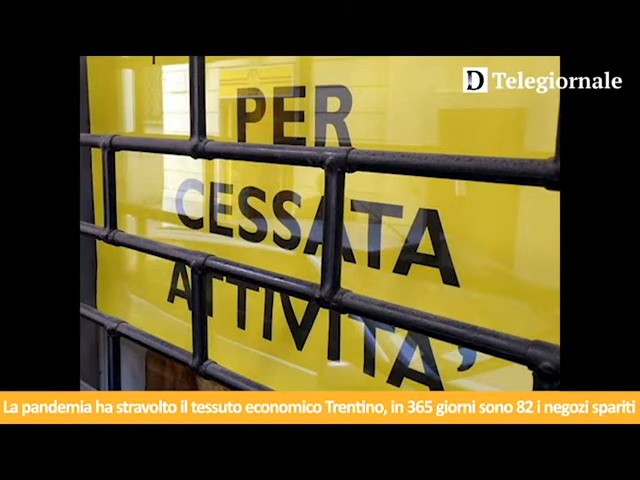 D Telegiornale
PER
CESSATA
ATTIVITA'
La pandemia ha stravolto il tessuto economico Trentino, in 365 giorni sono 82 i negozi spariti